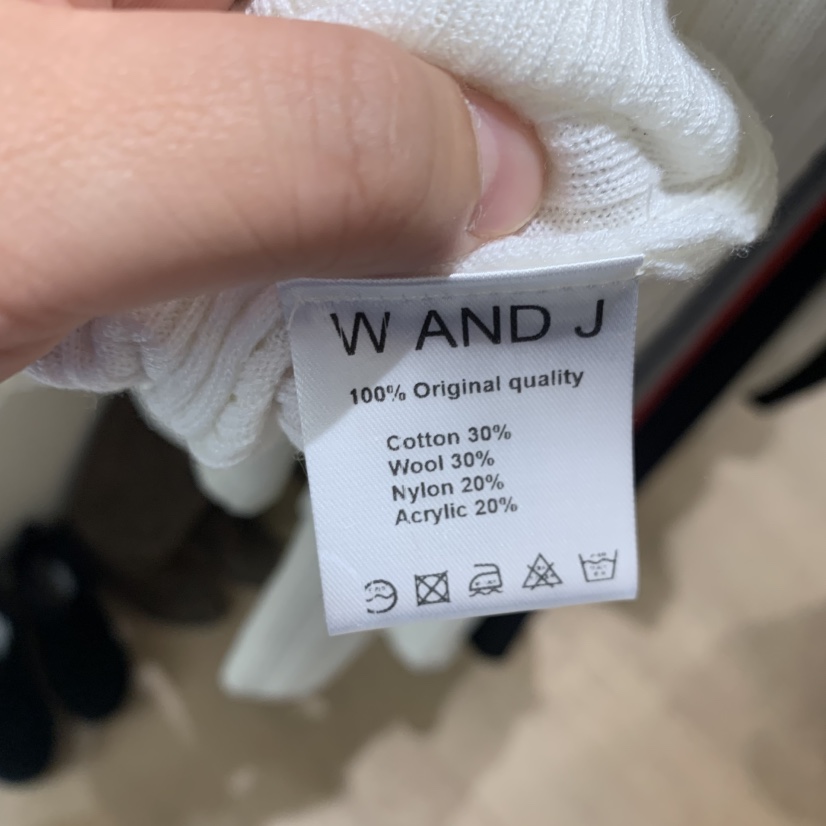 W AND J
100% Original quality
Cotton 30%
Wool 30%
Nylon 20%
Acrylic 20%